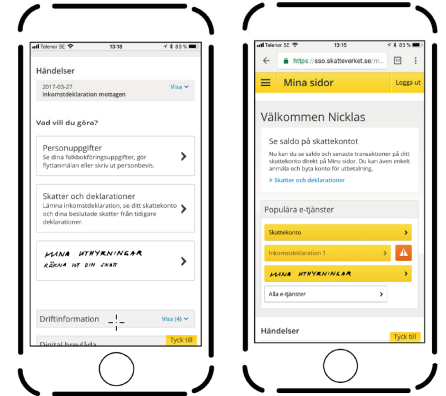 Telenor SE 13:16 83 %
Händelser
2017-03-27 Visa
Inkomstdeklaration mottagen
Vad vill du göra?
Personuppgifter
Se dina folkbokföringsuppgifter, gör
flyttanmälan eller skriv ut personbevis.
Skatter och deklarationer
Lämna inkomstdeklaration, se ditt skattekonto
och dina beslutade skatter från tidigare
deklarationer.
MINA UTHYRNINGAR
RÄKNA UT DIN SKATT
Driftinformation Visa (4)
Digital brevlåda
Tyck till
Telenor SE 13:15 83 %
https://sso.skatteverket.se/m...
Mina sidor Logga ut
Välkommen Nicklas
Se saldo på skattekontot
Nu kan du se saldo och senaste transaktioner på ditt
skattekonto direkt på Mina sidor. Du kan även enkelt
anmäla och byta konto för utbetalning.
> Skatter och deklarationer
Populära e-tjänster
Skattekonto
Inkomstdeklaration 1
MINA UTHYRNINGAR
Alla e-tjänster
Händelser
Tyck till